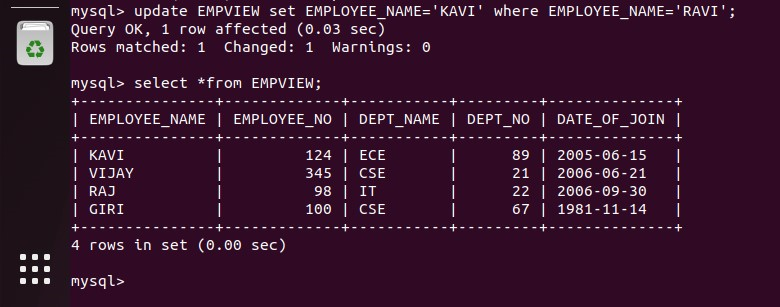 mysql> update EMPVIEW set EMPLOYEE_NAME='KAVI' where EMPLOYEE_NAME='RAVI';
Query OK, 1 row affected (0.03 sec)
Rows matched: 1  Changed: 1  Warnings: 0

mysql> select *from EMPVIEW;
+---------------+-------------+-----------+---------+--------------+
| EMPLOYEE_NAME | EMPLOYEE_NO | DEPT_NAME | DEPT_NO | DATE_OF_JOIN |
+---------------+-------------+-----------+---------+--------------+
| KAVI          |         124 | ECE       |      89 | 2005-06-15   |
| VIJAY         |         345 | CSE       |      21 | 2006-06-21   |
| RAJ           |          98 | IT        |      22 | 2006-09-30   |
| GIRI          |         100 | CSE       |      67 | 1981-11-14   |
+---------------+-------------+-----------+---------+--------------+
4 rows in set (0.00 sec)

mysql>